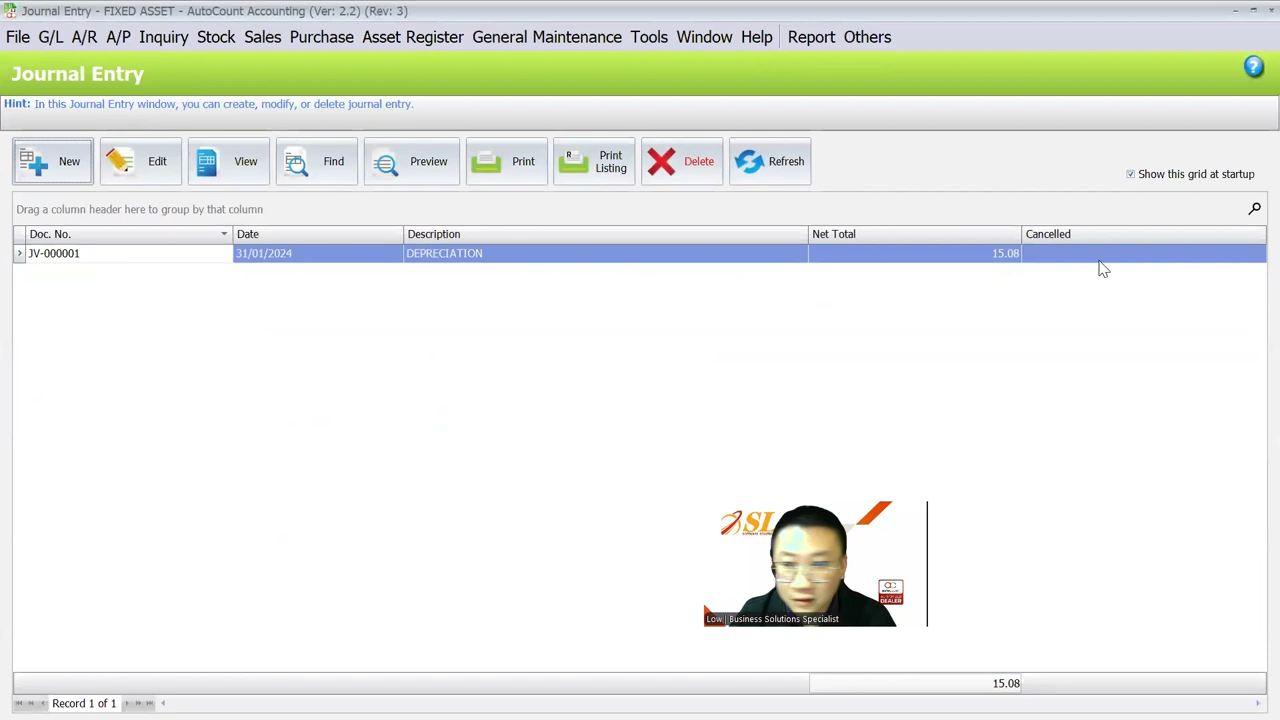 Journal Entry - FIXED ASSET - AutoCount Accounting (Ver: 2.2) (Rev: 3)
File G/L A/R A/P Inquiry Stock Sales Purchase Asset Register General Maintenance Tools Window Help Report Others
Journal Entry
Hint: In this Journal Entry window, you can create, modify, or delete journal entry.
New Edit View Find Preview Print Print Listing Delete Refresh
Show this grid at startup
Drag a column header here to group by that column
Doc. No. Date Description Net Total Cancelled
JV-000001 31/01/2024 DEPRECIATION 15.08
SL
DEALER
Low | Business Solutions Specialist
15.08
Record 1 of 1